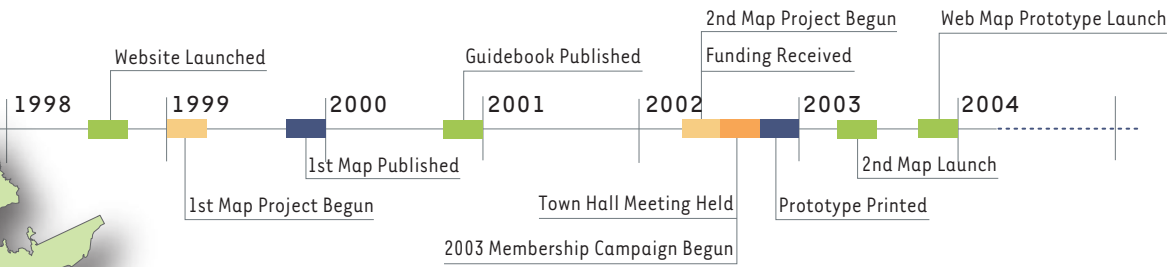 2nd Map Project Begun
Web Map Prototype Launch
Website Launched
Guidebook Published
Funding Received
1998
1999
2000
2001
2002
2003
2004
1st Map Published
2nd Map Launch
1st Map Project Begun
Town Hall Meeting Held
Prototype Printed
2003 Membership Campaign Begun